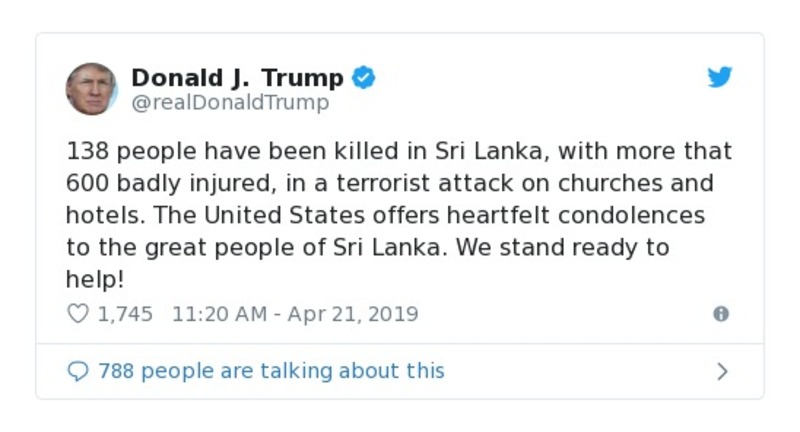 Donald J. Trump
@realDonaldTrump
138 people have been killed in Sri Lanka, with more that
600 badly injured, in a terrorist attack on churches and
hotels. The United States offers heartfelt condolences
to the great people of Sri Lanka. We stand ready to
help!
1,745 11:20 AM - Apr 21, 2019
788 people are talking about this